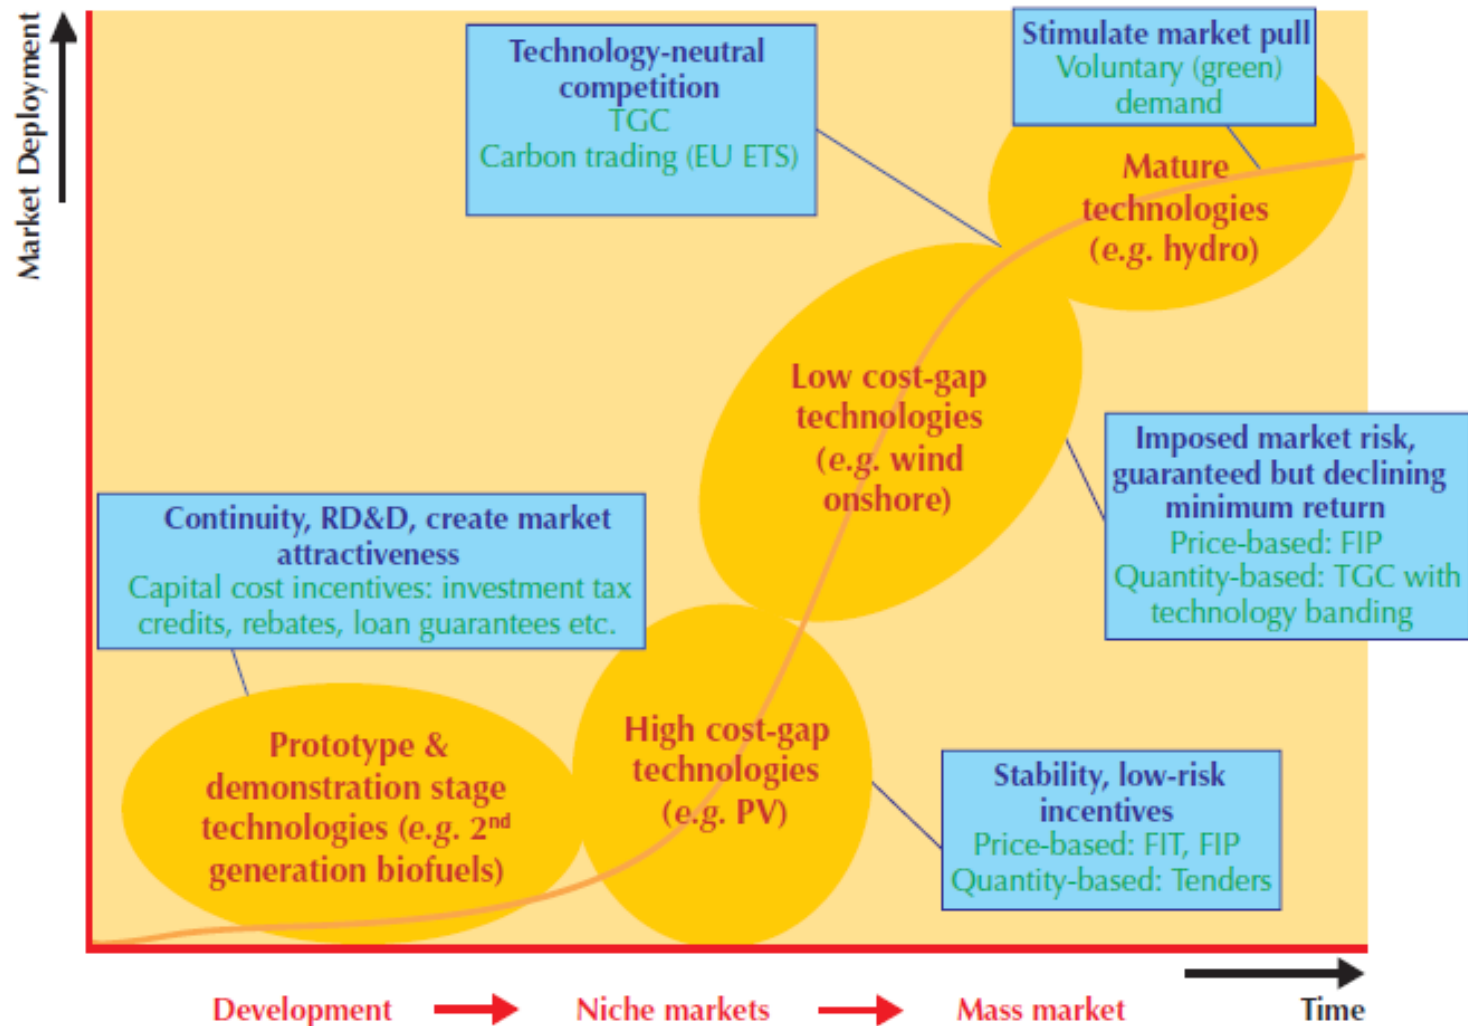 Market Deployment
Technology-neutral
competition
TGC
Carbon trading (EU ETS)
Stimulate market pull
Voluntary (green)
demand
Mature
technologies
(e.g. hydro)
Low cost-gap
technologies
(e.g. wind
onshore)
Imposed market risk,
guaranteed but declining
minimum return
Price-based: FIP
Quantity-based: TGC with
technology banding
Continuity, RD&D, create market
attractiveness
Capital cost incentives: investment tax
credits, rebates, loan guarantees etc.
Prototype &
demonstration stage
technologies (e.g. 2nd
generation biofuels)
High cost-gap
technologies
(e.g. PV)
Stability, low-risk
incentives
Price-based: FIT, FIP
Quantity-based: Tenders
Development
Niche markets
Mass market
Time